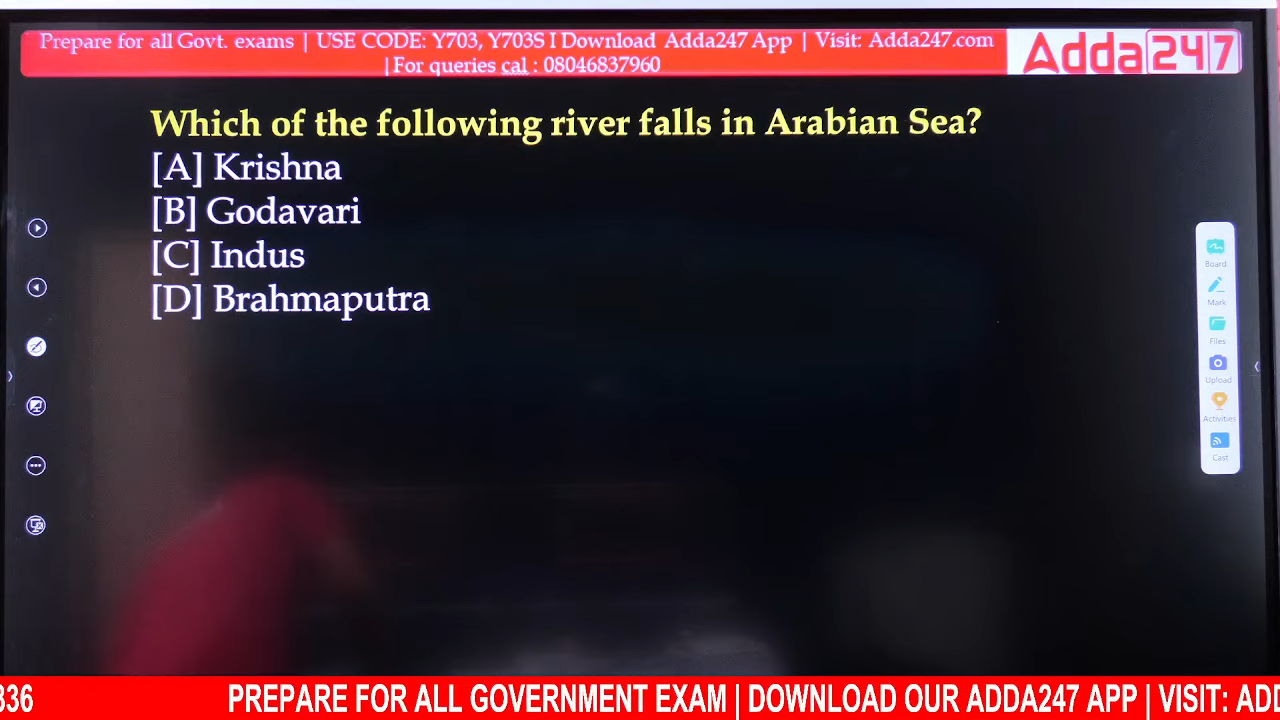 Prepare for all Govt. exams | USE CODE: Y703, Y703S I Download Adda247 App | Visit: Adda247.com
|For queries cal : 08046837960
Adda247
Which of the following river falls in Arabian Sea?
[A] Krishna
[B] Godavari
[C] Indus
[D] Brahmaputra
Board
Mark
Files
Upload
Activities
Cast
836
PREPARE FOR ALL GOVERNMENT EXAM | DOWNLOAD OUR ADDA247 APP | VISIT: ADD